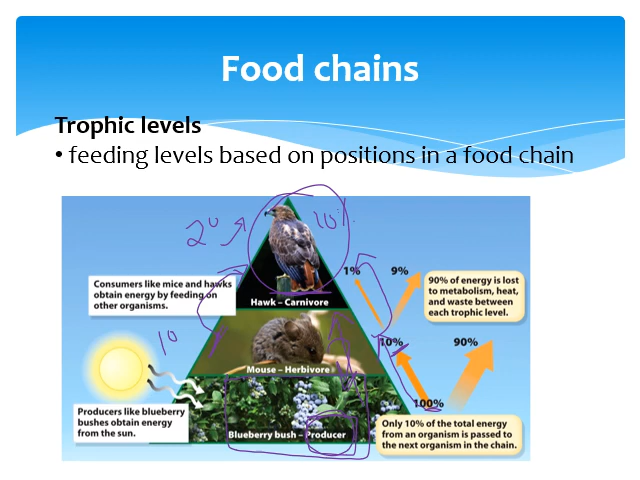 Food chains
Trophic levels
• feeding levels based on positions in a food chain
2°
10%
1%
9%
Consumers like mice and hawks
obtain energy by feeding on
other organisms.
90% of energy is lost
to metabolism, heat,
and waste between
each trophic level.
Hawk – Carnivore
1°
10%
90%
Mouse – Herbivore
100%
Producers like blueberry
bushes obtain energy
from the sun.
Blueberry bush – Producer
Only 10% of the total energy
from an organism is passed to
the next organism in the chain.